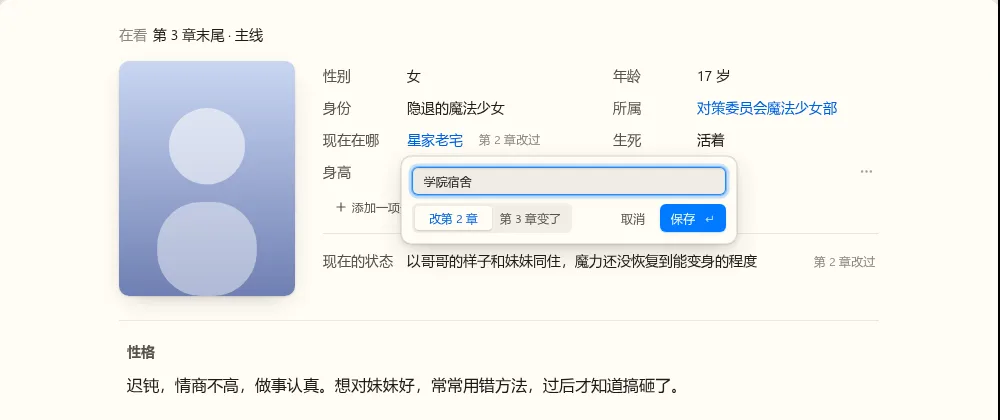 在看 第 3 章末尾 · 主线
性别 女 年龄 17 岁
身份 隐退的魔法少女 所属 对策委员会魔法少女部
现在在哪 星家老宅 第 2 章改过 生死 活着
身高 ···
学院宿舍
+ 添加一项
改第 2 章 第 3 章变了 取消 保存 ↵
现在的状态 以哥哥的样子和妹妹同住，魔力还没恢复到能变身的程度 第 2 章改过
性格
迟钝，情商不高，做事认真。想对妹妹好，常常用错方法，过后才知道搞砸了。